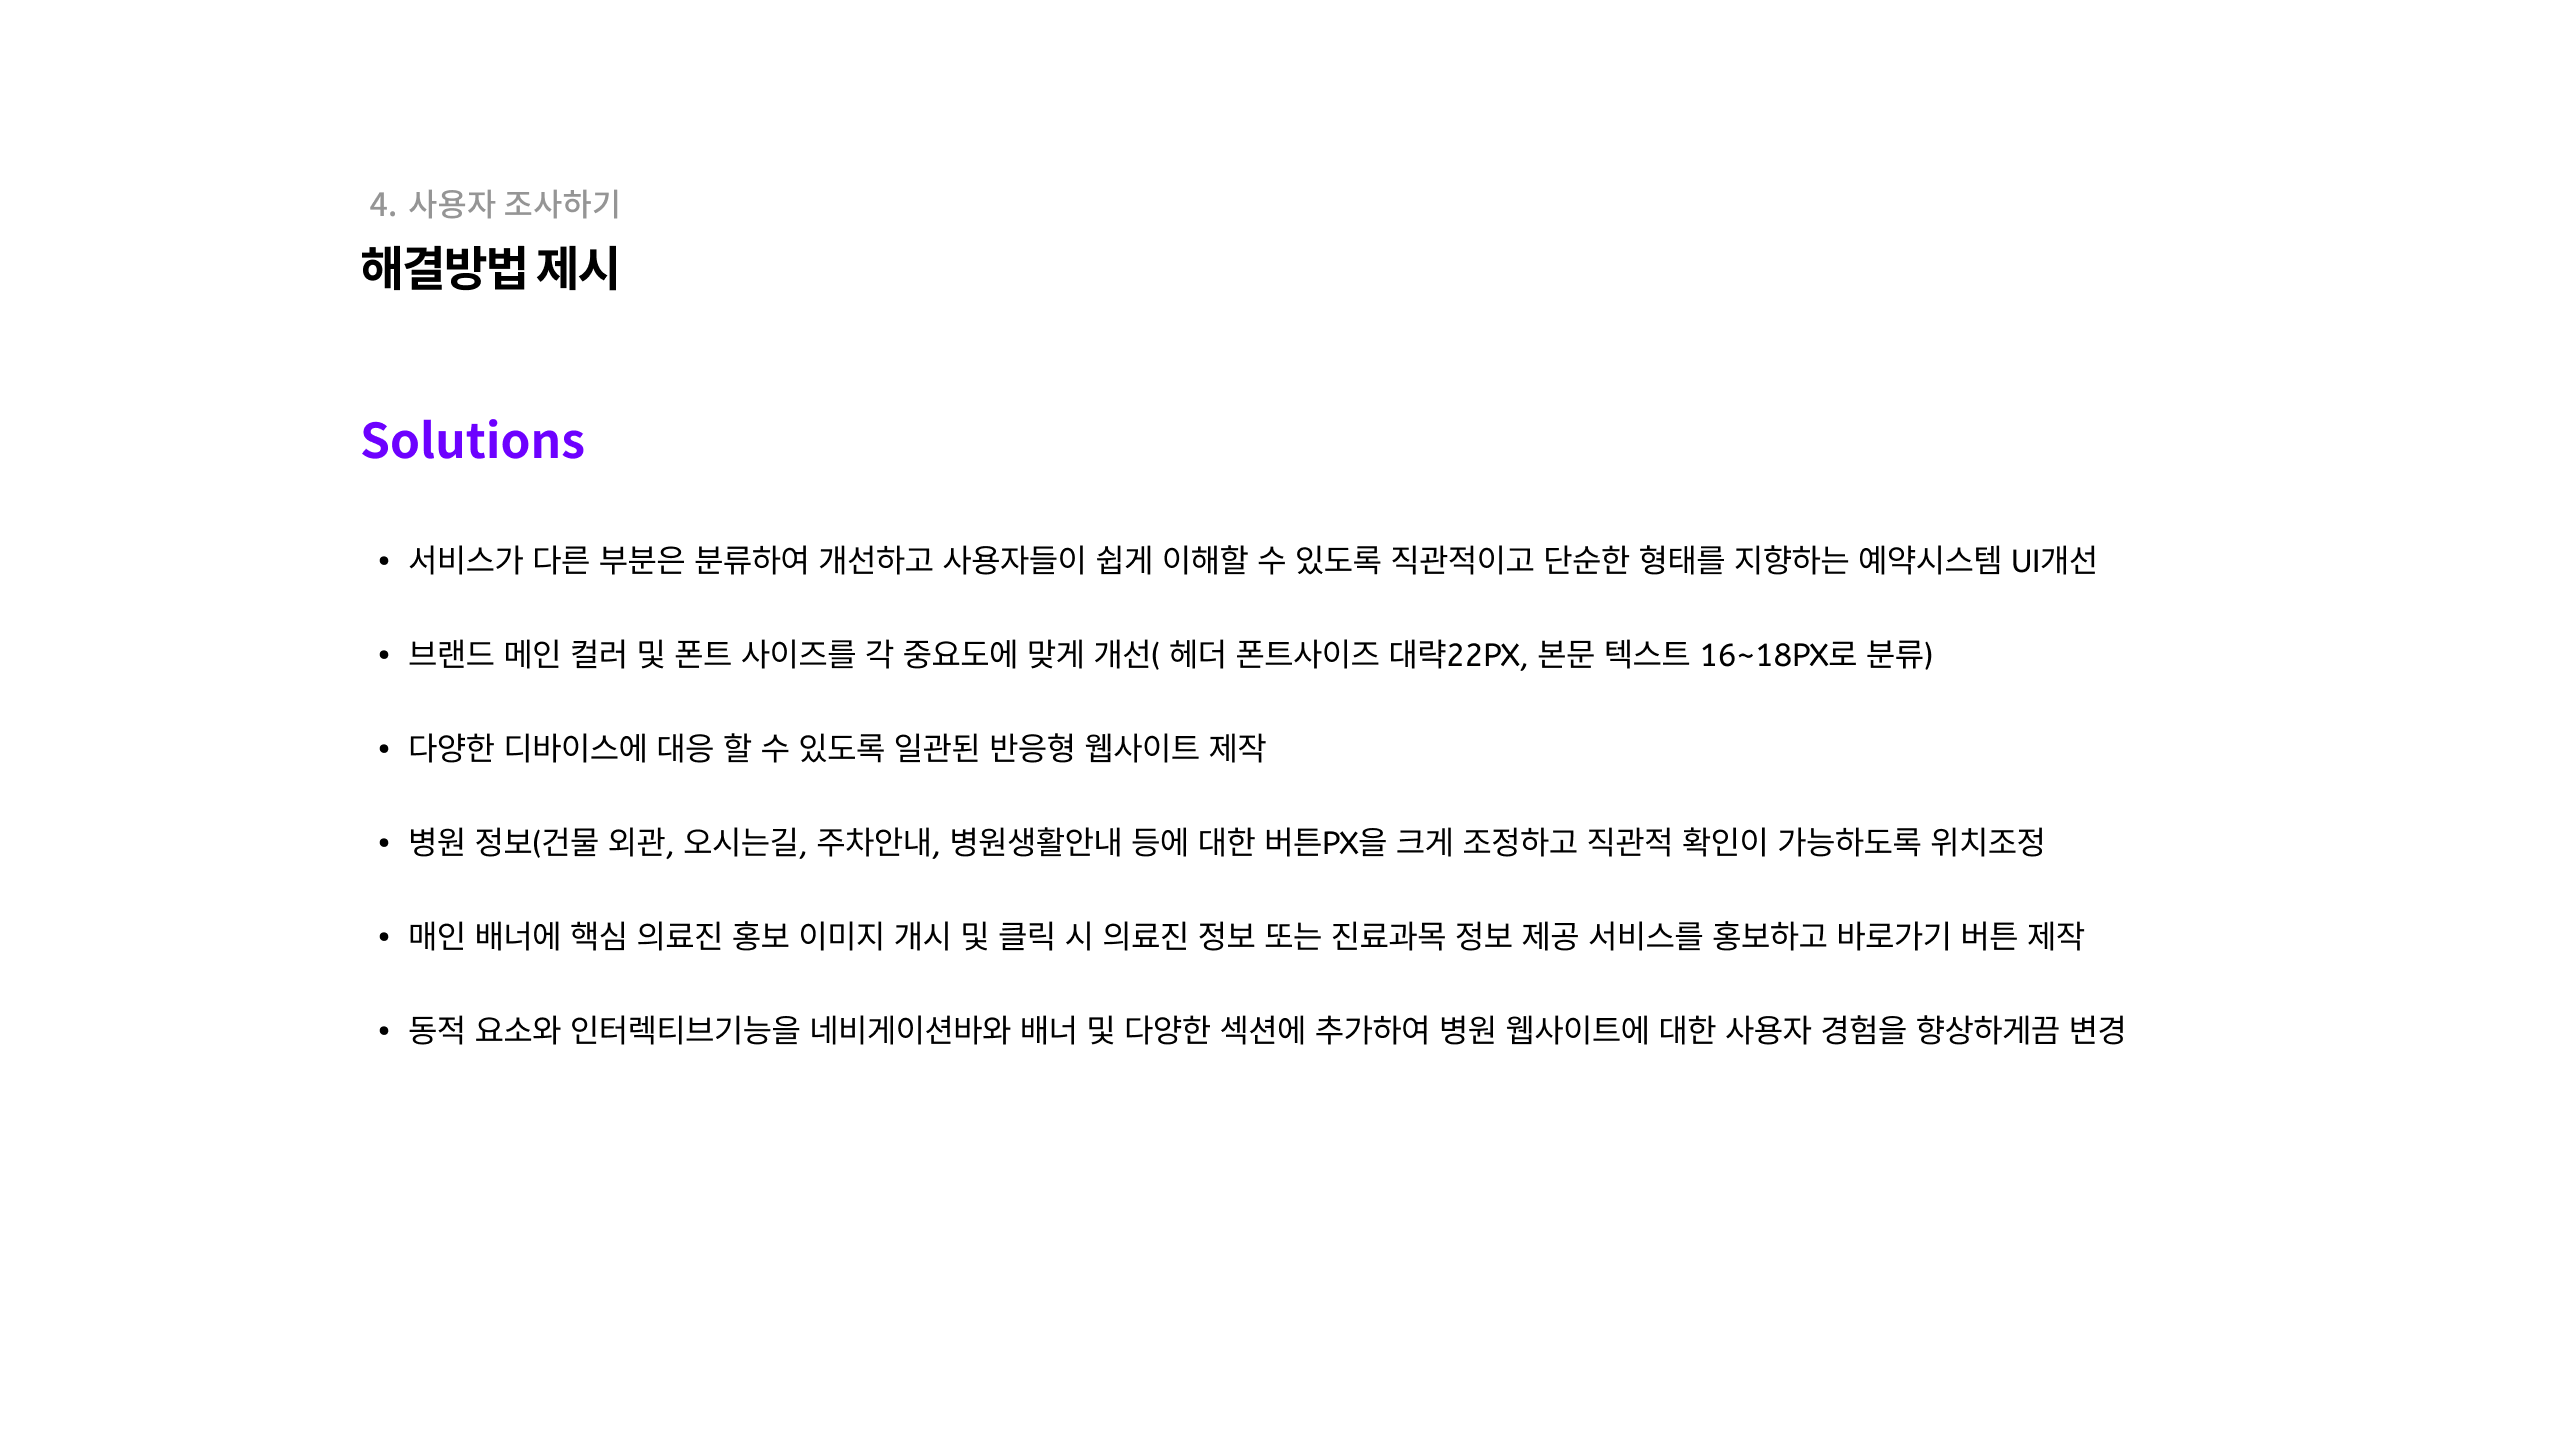 4. 사용자 조사하기
해결방법 제시
Solutions
• 서비스가 다른 부분은 분류하여 개선하고 사용자들이 쉽게 이해할 수 있도록 직관적이고 단순한 형태를 지향하는 예약시스템 UI개선
• 브랜드 메인 컬러 및 폰트 사이즈를 각 중요도에 맞게 개선( 헤더 폰트사이즈 대략22PX, 본문 텍스트 16~18PX로 분류)
• 다양한 디바이스에 대응 할 수 있도록 일관된 반응형 웹사이트 제작
• 병원 정보(건물 외관, 오시는길, 주차안내, 병원생활안내 등에 대한 버튼PX을 크게 조정하고 직관적 확인이 가능하도록 위치조정
• 매인 배너에 핵심 의료진 홍보 이미지 개시 및 클릭 시 의료진 정보 또는 진료과목 정보 제공 서비스를 홍보하고 바로가기 버튼 제작
• 동적 요소와 인터렉티브기능을 네비게이션바와 배너 및 다양한 섹션에 추가하여 병원 웹사이트에 대한 사용자 경험을 향상하게끔 변경